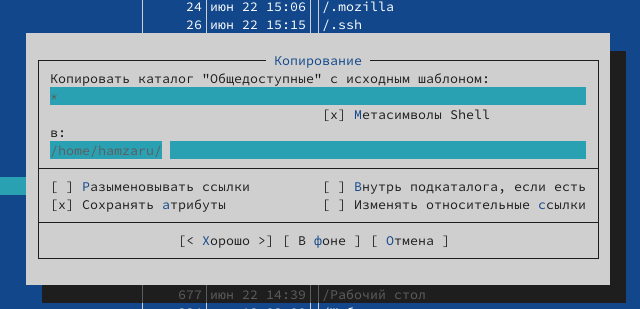 24 июн 22 15:06 /.mozilla
26 июн 22 15:15 /.ssh
Копирование
Копировать каталог "Общедоступные" с исходным шаблоном:
*
[x] Метасимволы Shell
в:
/home/hamzaru/
[ ] Разыменовывать ссылки [ ] Внутрь подкаталога, если есть
[x] Сохранять атрибуты [ ] Изменять относительные ссылки
[< Хорошо >] [ В фоне ] [ Отмена ]
677 июн 22 14:39 /Рабочий стол